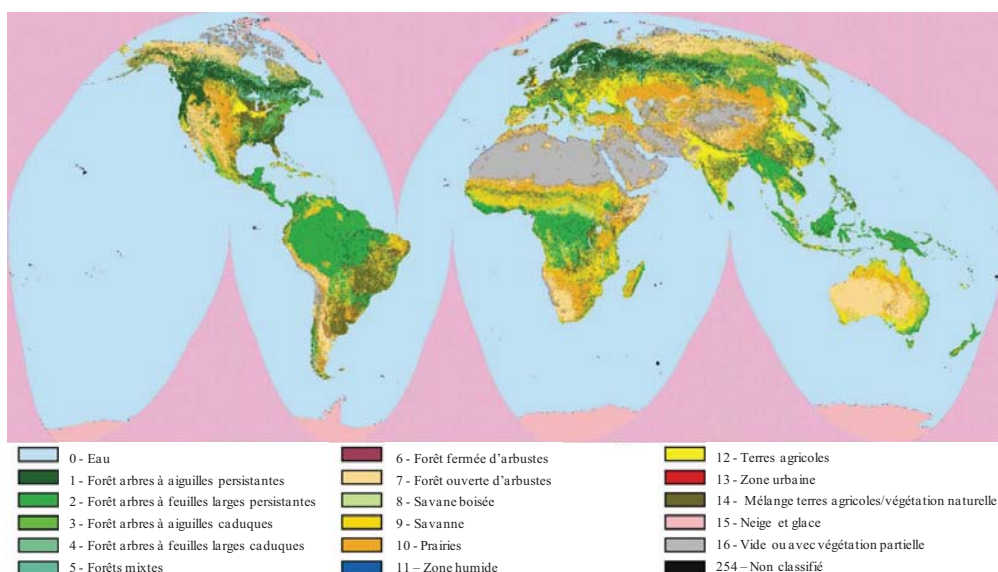 0 - Eau
1 - Forêt arbres à aiguilles persistantes
2 - Forêt arbres à feuilles larges persistantes
3 - Forêt arbres à aiguilles caduques
4 - Forêt arbres à feuilles larges caduques
5 - Forêts mixtes
6 - Forêt fermée d'arbustes
7 - Forêt ouverte d'arbustes
8 - Savane boisée
9 - Savanne
10 - Prairies
11 – Zone humide
12 - Terres agricoles
13 - Zone urbaine
14 - Mélange terres agricoles/végétation naturelle
15 - Neige et glace
16 - Vide ou avec végétation partielle
254 – Non classifié